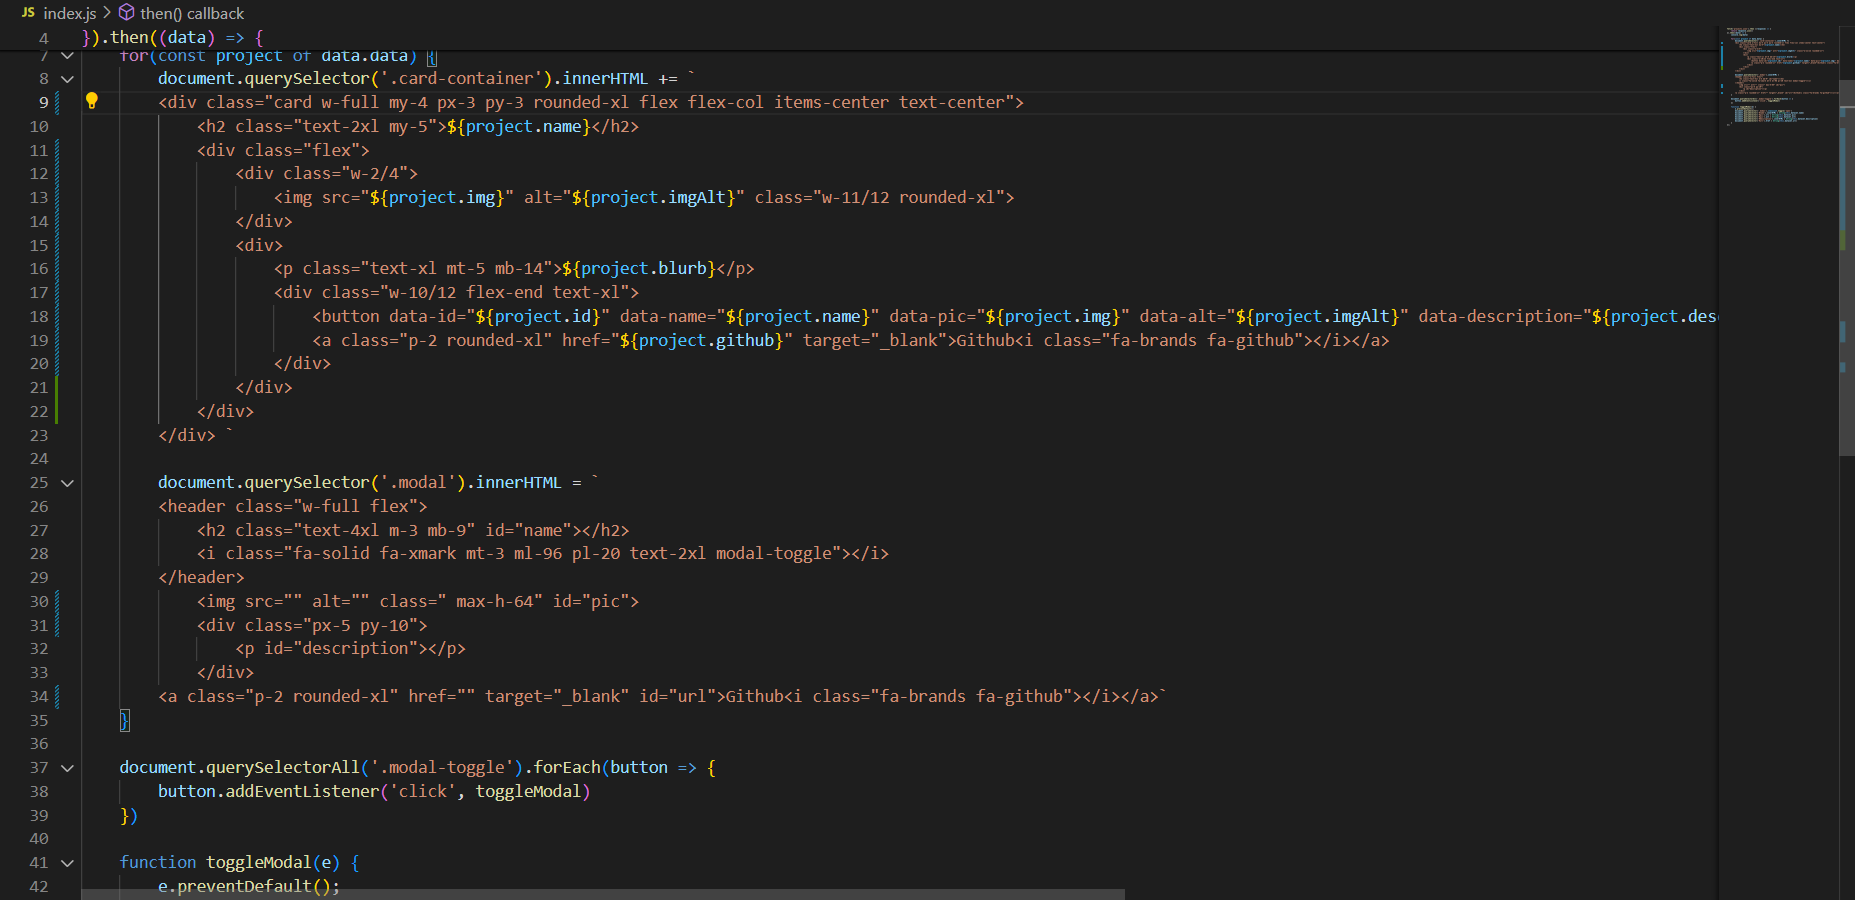 JS index.js > then() callback
4 }).then((data) => {
7 for(const project of data.data) {
8 document.querySelector('.card-container').innerHTML += `
9 <div class="card w-full my-4 px-3 py-3 rounded-xl flex flex-col items-center text-center">
10 <h2 class="text-2xl my-5">${project.name}</h2>
11 <div class="flex">
12 <div class="w-2/4">
13 <img src="${project.img}" alt="${project.imgAlt}" class="w-11/12 rounded-xl">
14 </div>
15 <div>
16 <p class="text-xl mt-5 mb-14">${project.blurb}</p>
17 <div class="w-10/12 flex-end text-xl">
18 <button data-id="${project.id}" data-name="${project.name}" data-pic="${project.img}" data-alt="${project.imgAlt}" data-description="${project.des
19 <a class="p-2 rounded-xl" href="${project.github}" target="_blank">Github<i class="fa-brands fa-github"></i></a>
20 </div>
21 </div>
22 </div>
23 </div> `
24
25 document.querySelector('.modal').innerHTML = `
26 <header class="w-full flex">
27 <h2 class="text-4xl m-3 mb-9" id="name"></h2>
28 <i class="fa-solid fa-xmark mt-3 ml-96 pl-20 text-2xl modal-toggle"></i>
29 </header>
30 <img src="" alt="" class=" max-h-64" id="pic">
31 <div class="px-5 py-10">
32 <p id="description"></p>
33 </div>
34 <a class="p-2 rounded-xl" href="" target="_blank" id="url">Github<i class="fa-brands fa-github"></i></a>`
35 }
36
37 document.querySelectorAll('.modal-toggle').forEach(button => {
38 button.addEventListener('click', toggleModal)
39 })
40
41 function toggleModal(e) {
42 e.preventDefault();